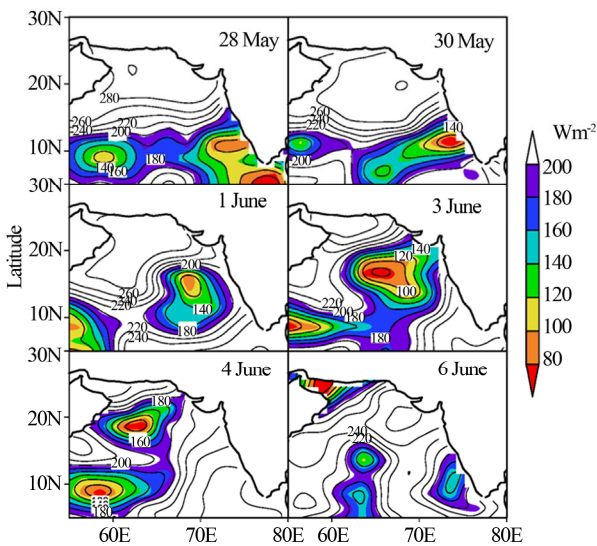 30N
28 May
30 May
20N
280
260
240
220
200
10N
140
160
180
260
240
220
200
140
30N
Wm-2
200
180
160
140
120
100
80
Latitude
1 June
3 June
20N
200
260
240
220
140
10N
220
240
180
140
120
100
220
200
180
180
30N
4 June
6 June
20N
180
160
200
10N
180
240
220
60E
70E
80E
60E
70E
80E